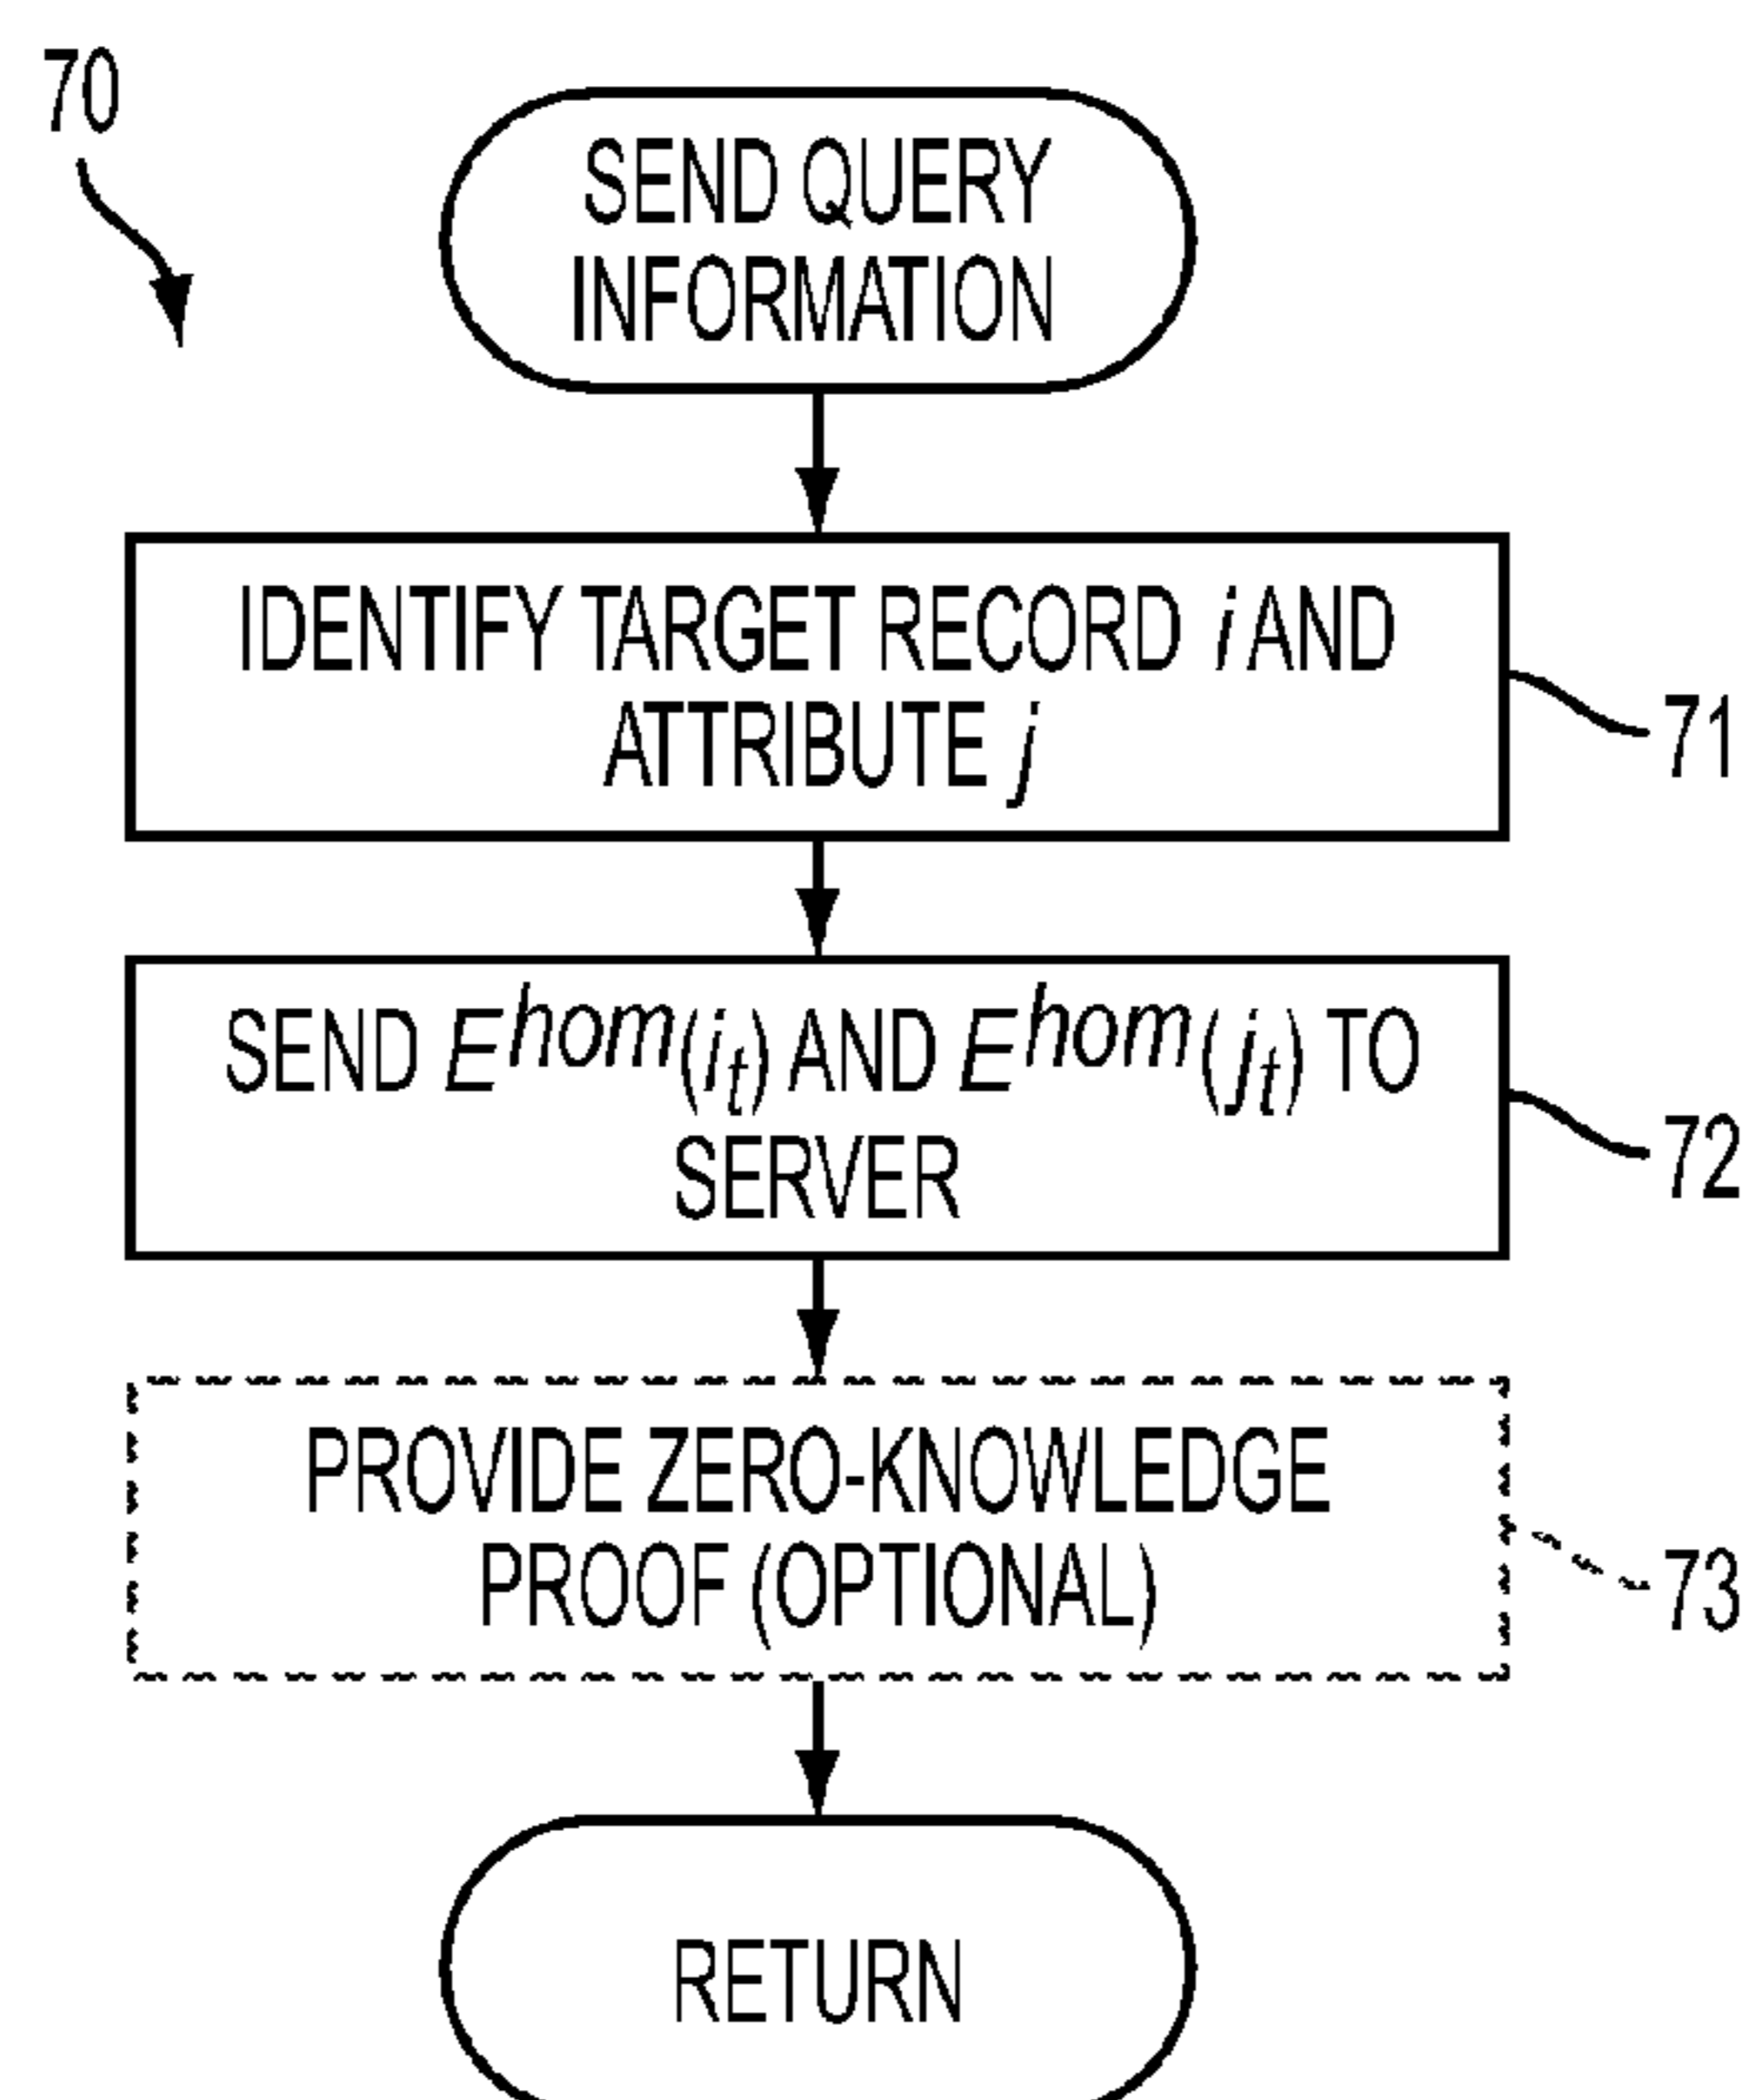 70
SEND QUERY
INFORMATION
IDENTIFY TARGET RECORD i AND
ATTRIBUTE j
71
SEND E^hom(i_t) AND E^hom(j_t) TO
SERVER
72
PROVIDE ZERO-KNOWLEDGE
PROOF (OPTIONAL)
73
RETURN